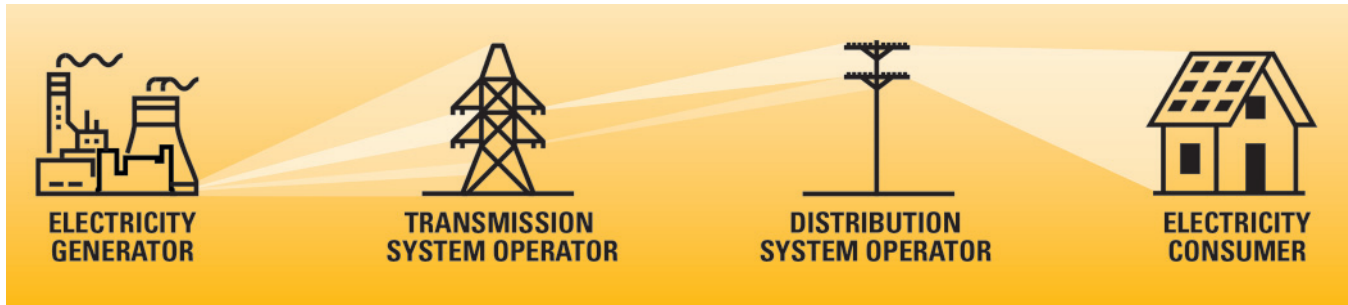 ELECTRICITY
GENERATOR
TRANSMISSION
SYSTEM OPERATOR
DISTRIBUTION
SYSTEM OPERATOR
ELECTRICITY
CONSUMER